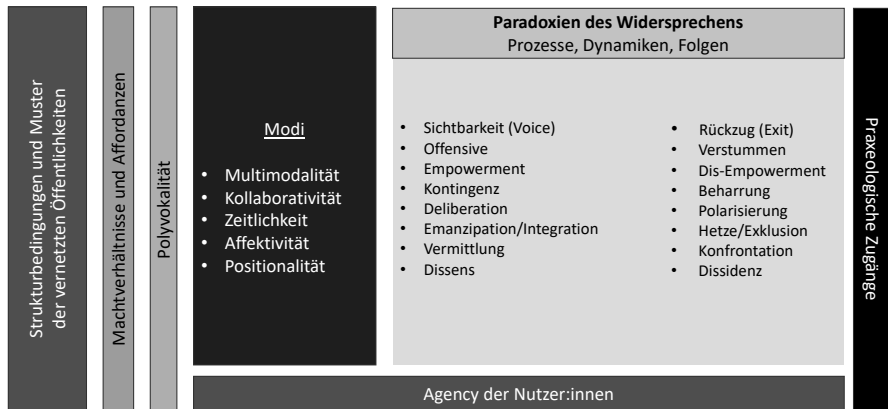 Strukturbedingungen und Muster
der vernetzten Öffentlichkeiten
Machtverhältnisse und Affordanzen
Polyvokalität
Modi
• Multimodalität
• Kollaborativität
• Zeitlichkeit
• Affektivität
• Positionalität
Paradoxien des Widersprechens
Prozesse, Dynamiken, Folgen
• Sichtbarkeit (Voice)
• Offensive
• Empowerment
• Kontingenz
• Deliberation
• Emanzipation/Integration
• Vermittlung
• Dissens
• Rückzug (Exit)
• Verstummen
• Dis-Empowerment
• Beharrung
• Polarisierung
• Hetze/Exklusion
• Konfrontation
• Dissidenz
Praxeologische Zugänge
Agency der Nutzer:innen